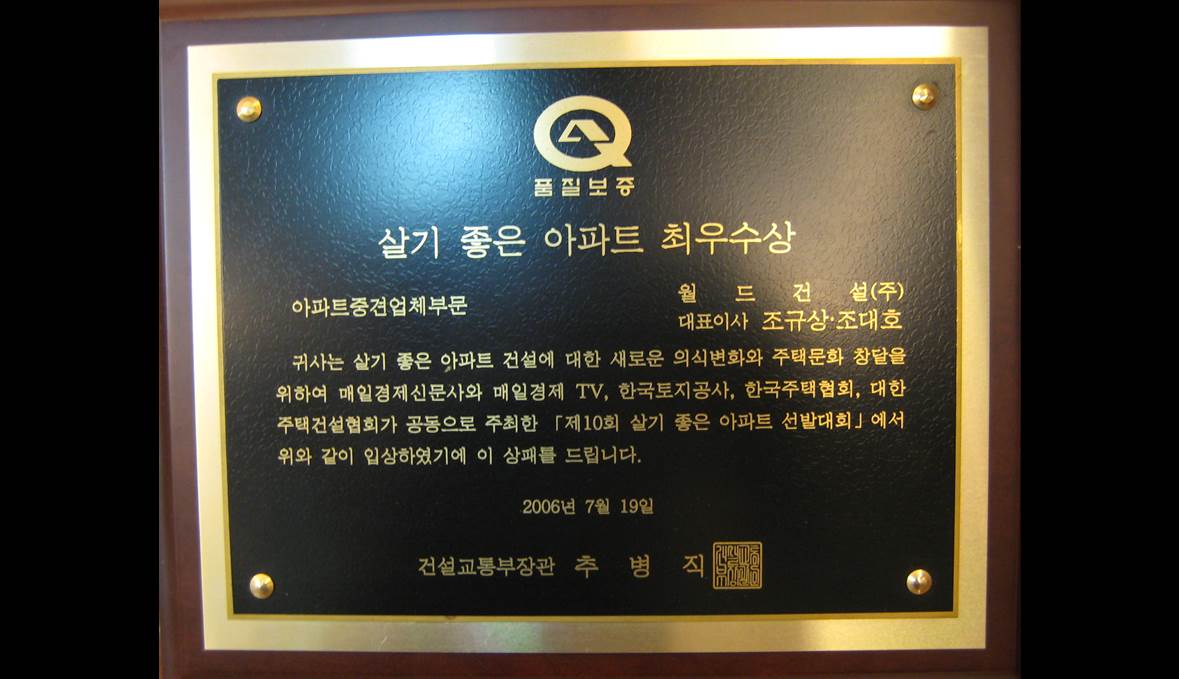 품질보증
살기 좋은 아파트 최우수상
아파트중견업체부문
월드건설(주)
대표이사 조규상·조대호
귀사는 살기 좋은 아파트 건설에 대한 새로운 의식변화와 주택문화 창달을
위하여 매일경제신문사와 매일경제 TV, 한국토지공사, 한국주택협회, 대한
주택건설협회가 공동으로 주최한 「제10회 살기 좋은 아파트 선발대회」에서
위와 같이 입상하였기에 이 상패를 드립니다.
2006년 7월 19일
건설교통부장관 추 병 직